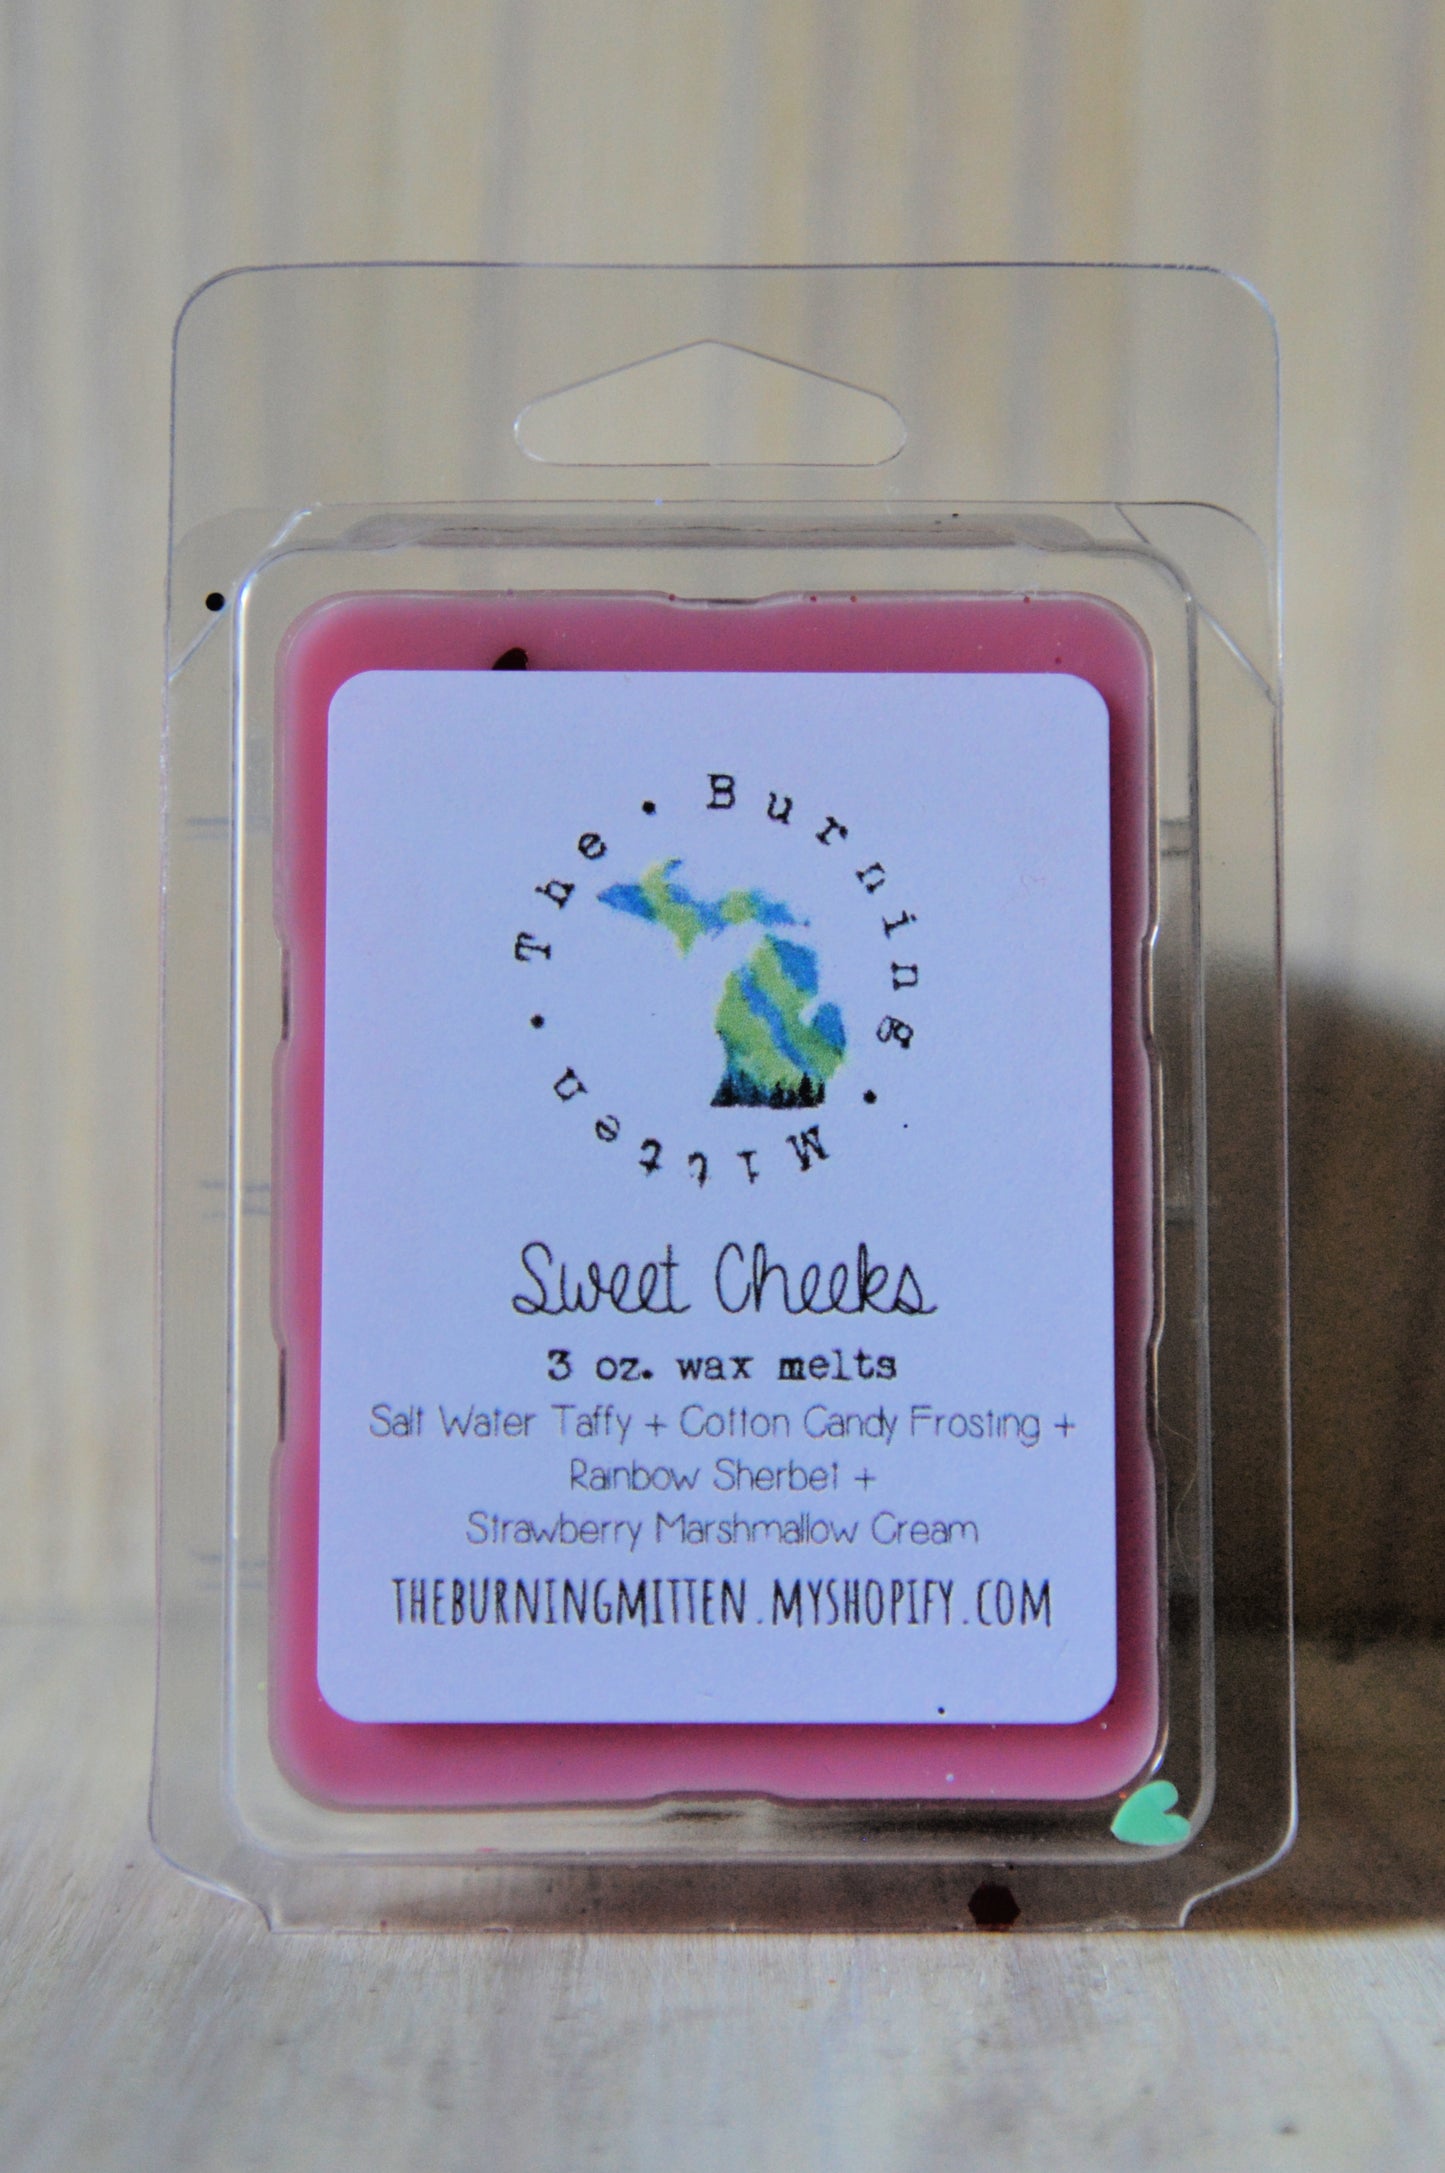 The • Burning • Mitten •
Sweet Cheeks
3 oz. wax melts
Salt Water Taffy + Cotton Candy Frosting +
Rainbow Sherbet +
Strawberry Marshmallow Cream
THEBURNINGMITTEN.MYSHOPIFY.COM